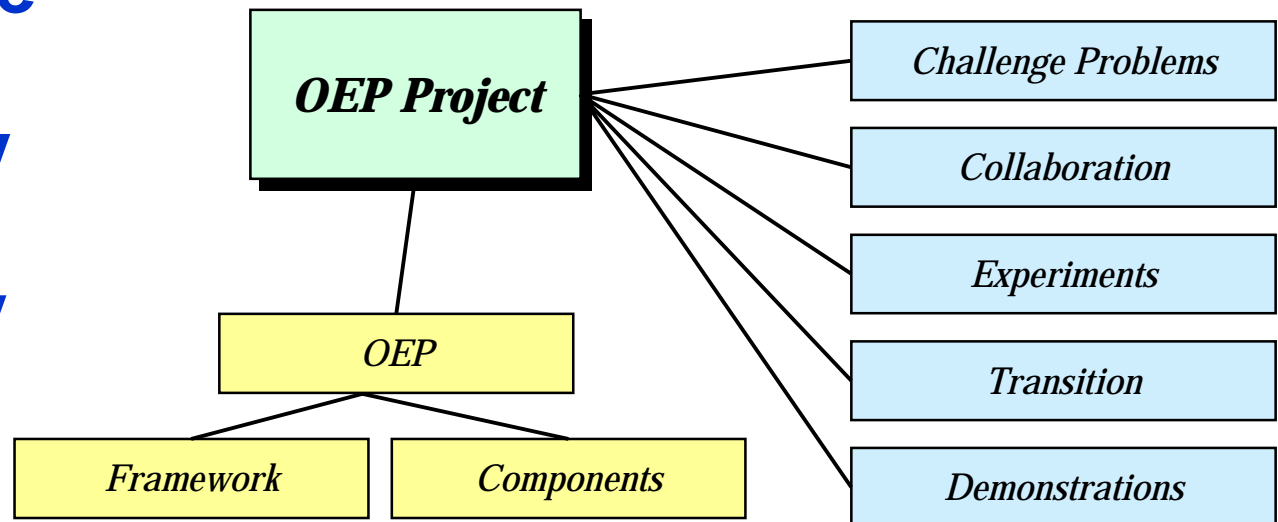 OEP Project
Challenge Problems
Collaboration
Experiments
OEP
Transition
Framework
Components
Demonstrations